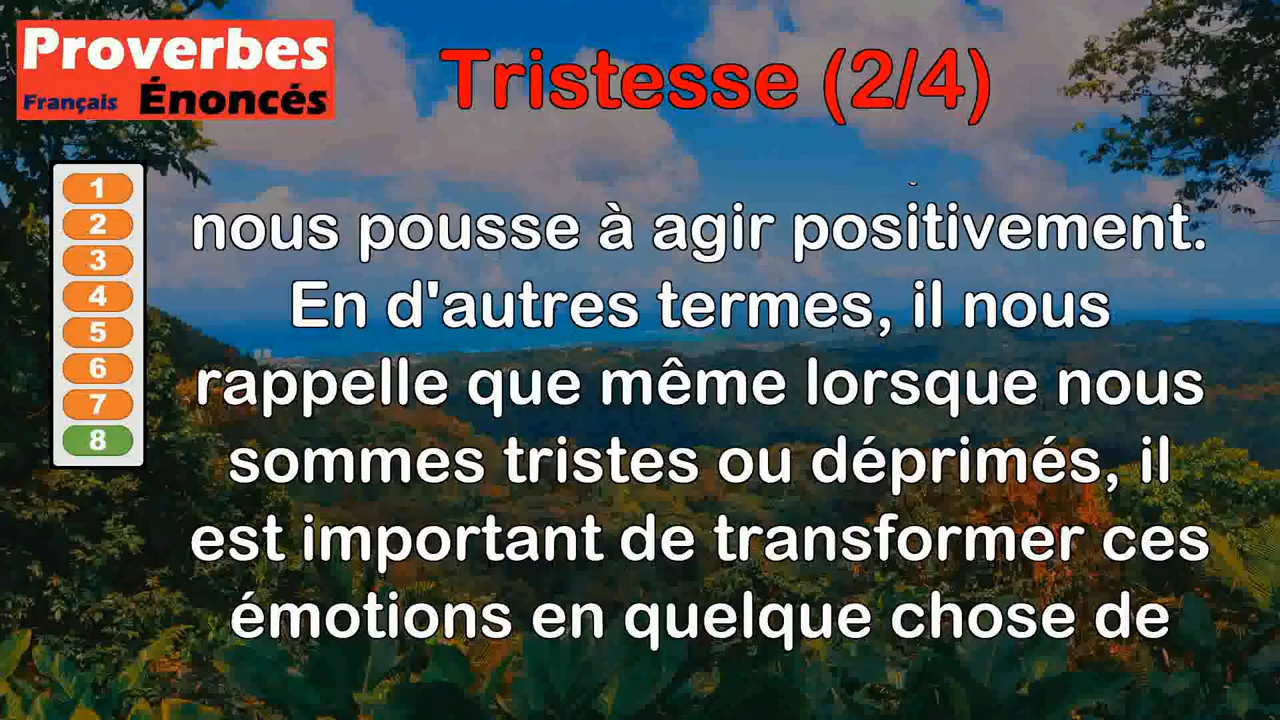 Proverbes
Français Énoncés
Tristesse (2/4)
1
2
3
4
5
6
7
8
nous pousse à agir positivement.
En d'autres termes, il nous
rappelle que même lorsque nous
sommes tristes ou déprimés, il
est important de transformer ces
émotions en quelque chose de